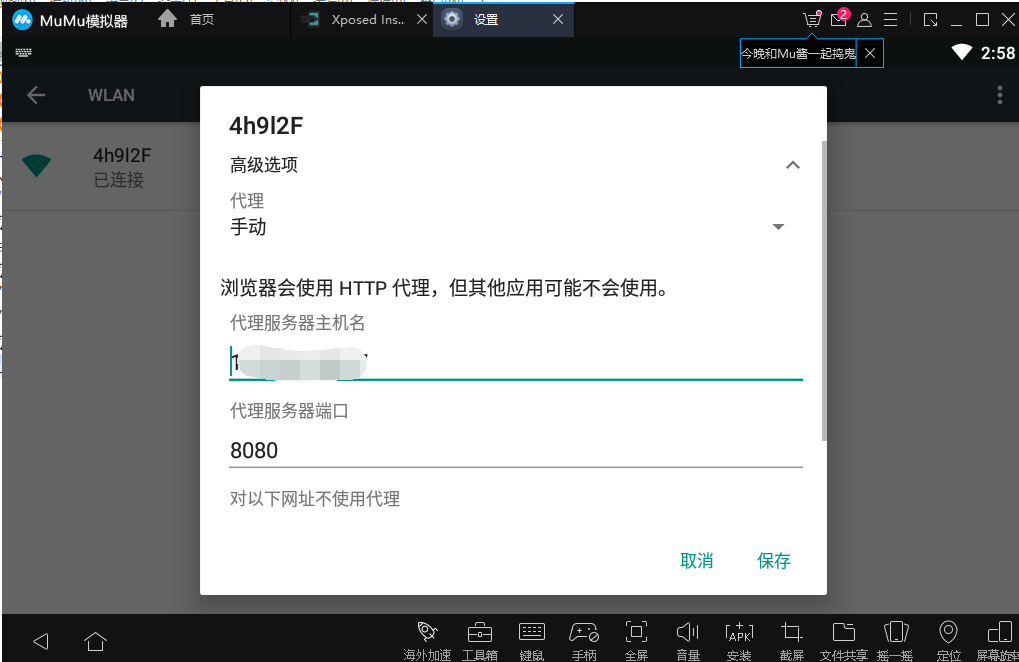 MuMu模拟器
首页
Xposed Ins..
设置
2
今晚和Mu酱一起捣鬼
2:58
WLAN
4h9l2F
已连接
4h9l2F
高级选项
代理
手动
浏览器会使用 HTTP 代理，但其他应用可能不会使用。
代理服务器主机名
代理服务器端口
8080
对以下网址不使用代理
取消
保存
APK
海外加速
工具箱
键鼠
手柄
全屏
音量
安装
截屏
文件共享
摇一摇
定位
屏幕旋转